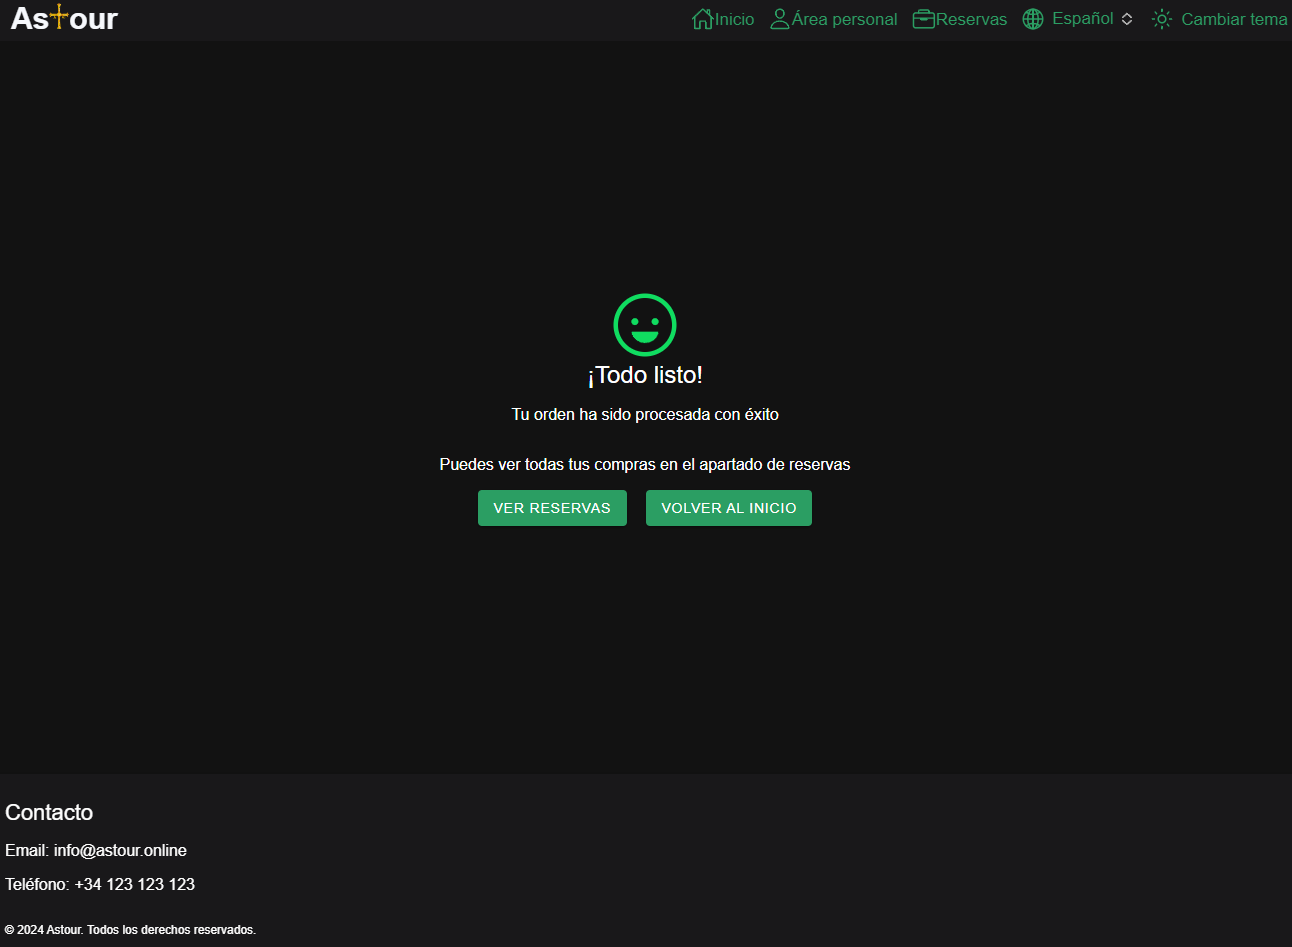 Astour
Inicio Área personal Reservas Español Cambiar tema
¡Todo listo!
Tu orden ha sido procesada con éxito
Puedes ver todas tus compras en el apartado de reservas
VER RESERVAS VOLVER AL INICIO
Contacto
Email: info@astour.online
Teléfono: +34 123 123 123
© 2024 Astour. Todos los derechos reservados.